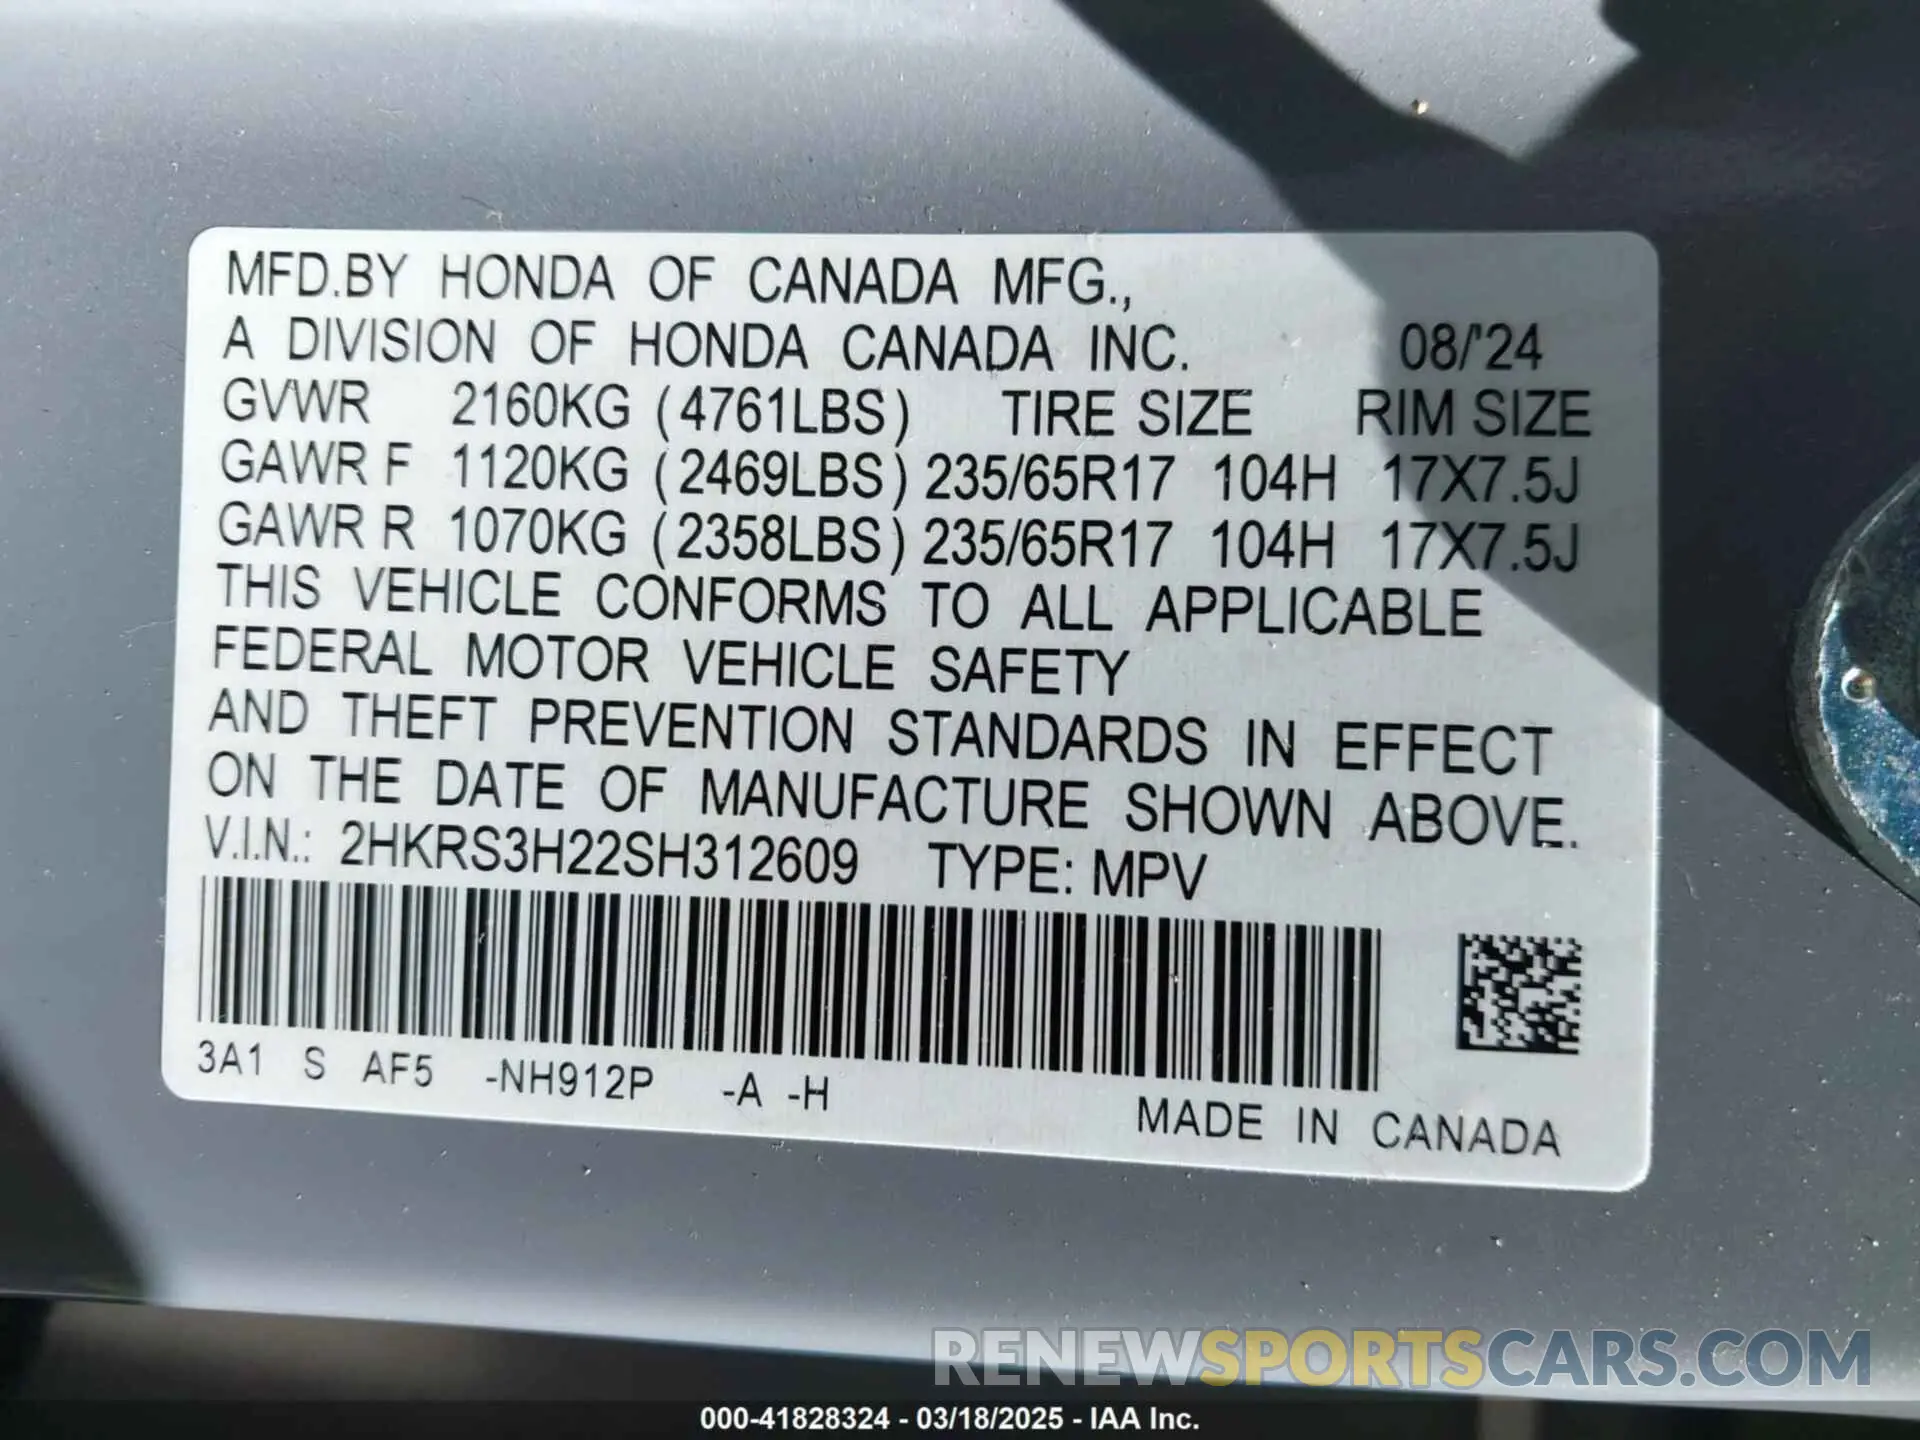 MFD.BY HONDA OF CANADA MFG.,
A DIVISION OF HONDA CANADA INC. 08/'24
GVWR 2160KG (4761LBS) TIRE SIZE RIM SIZE
GAWR F 1120KG (2469LBS) 235/65R17 104H 17X7.5J
GAWR R 1070KG (2358LBS) 235/65R17 104H 17X7.5J
THIS VEHICLE CONFORMS TO ALL APPLICABLE
FEDERAL MOTOR VEHICLE SAFETY
AND THEFT PREVENTION STANDARDS IN EFFECT
ON THE DATE OF MANUFACTURE SHOWN ABOVE.
V.I.N.: 2HKRS3H22SH312609 TYPE: MPV
3A1 S AF5 -NH912P -A -H
MADE IN CANADA
RENEWSPORTSCARS.COM
000-41828324 - 03/18/2025 - IAA Inc.